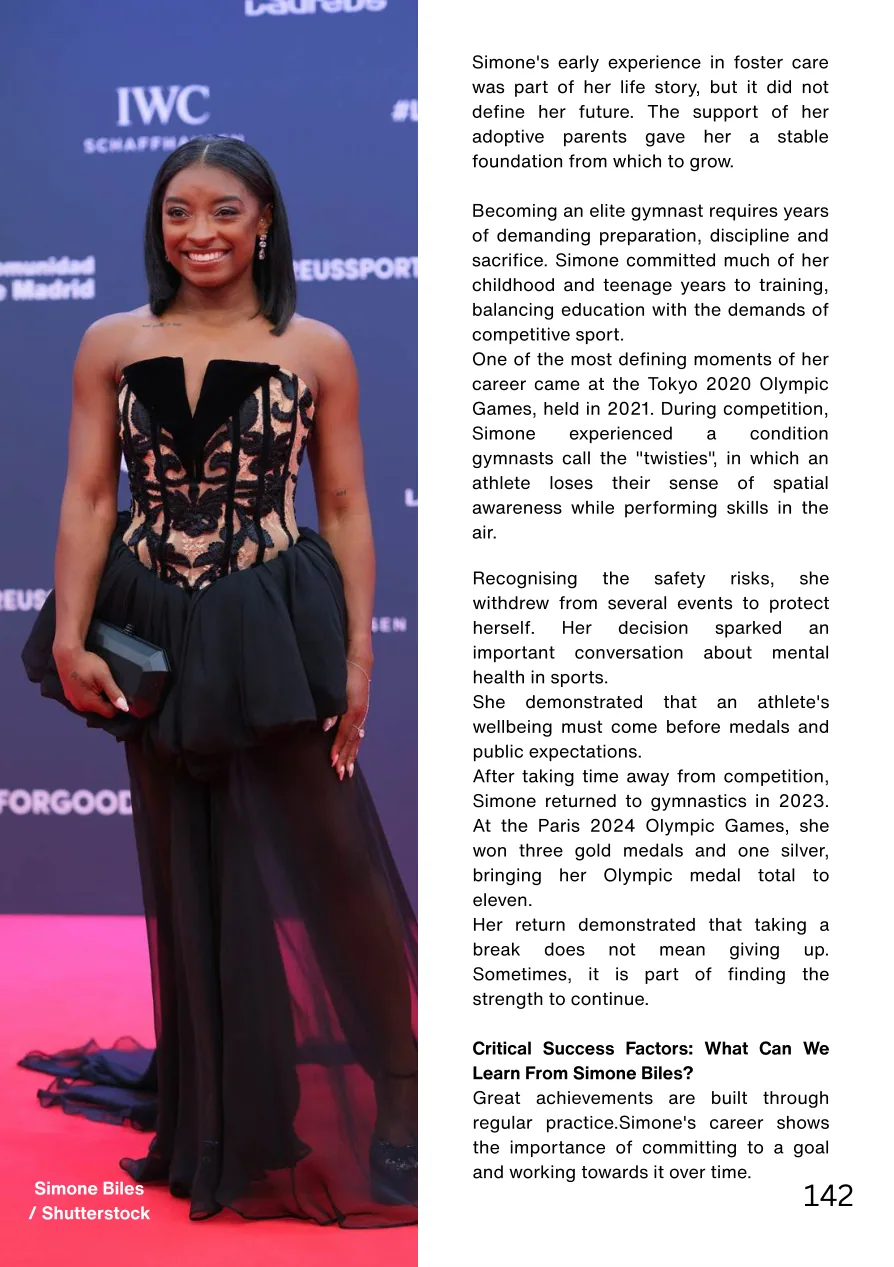 Laureus
IWC
SCHAFFHAUSEN
#L
omunidad
e Madrid
REUSSPORT
L
REUS
SEN
FORGOOD
Simone Biles
/ Shutterstock
Simone's early experience in foster care
was part of her life story, but it did not
define her future. The support of her
adoptive parents gave her a stable
foundation from which to grow.
Becoming an elite gymnast requires years
of demanding preparation, discipline and
sacrifice. Simone committed much of her
childhood and teenage years to training,
balancing education with the demands of
competitive sport.
One of the most defining moments of her
career came at the Tokyo 2020 Olympic
Games, held in 2021. During competition,
Simone experienced a condition
gymnasts call the "twisties", in which an
athlete loses their sense of spatial
awareness while performing skills in the
air.
Recognising the safety risks, she
withdrew from several events to protect
herself. Her decision sparked an
important conversation about mental
health in sports.
She demonstrated that an athlete's
wellbeing must come before medals and
public expectations.
After taking time away from competition,
Simone returned to gymnastics in 2023.
At the Paris 2024 Olympic Games, she
won three gold medals and one silver,
bringing her Olympic medal total to
eleven.
Her return demonstrated that taking a
break does not mean giving up.
Sometimes, it is part of finding the
strength to continue.
Critical Success Factors: What Can We
Learn From Simone Biles?
Great achievements are built through
regular practice.Simone's career shows
the importance of committing to a goal
and working towards it over time.
142